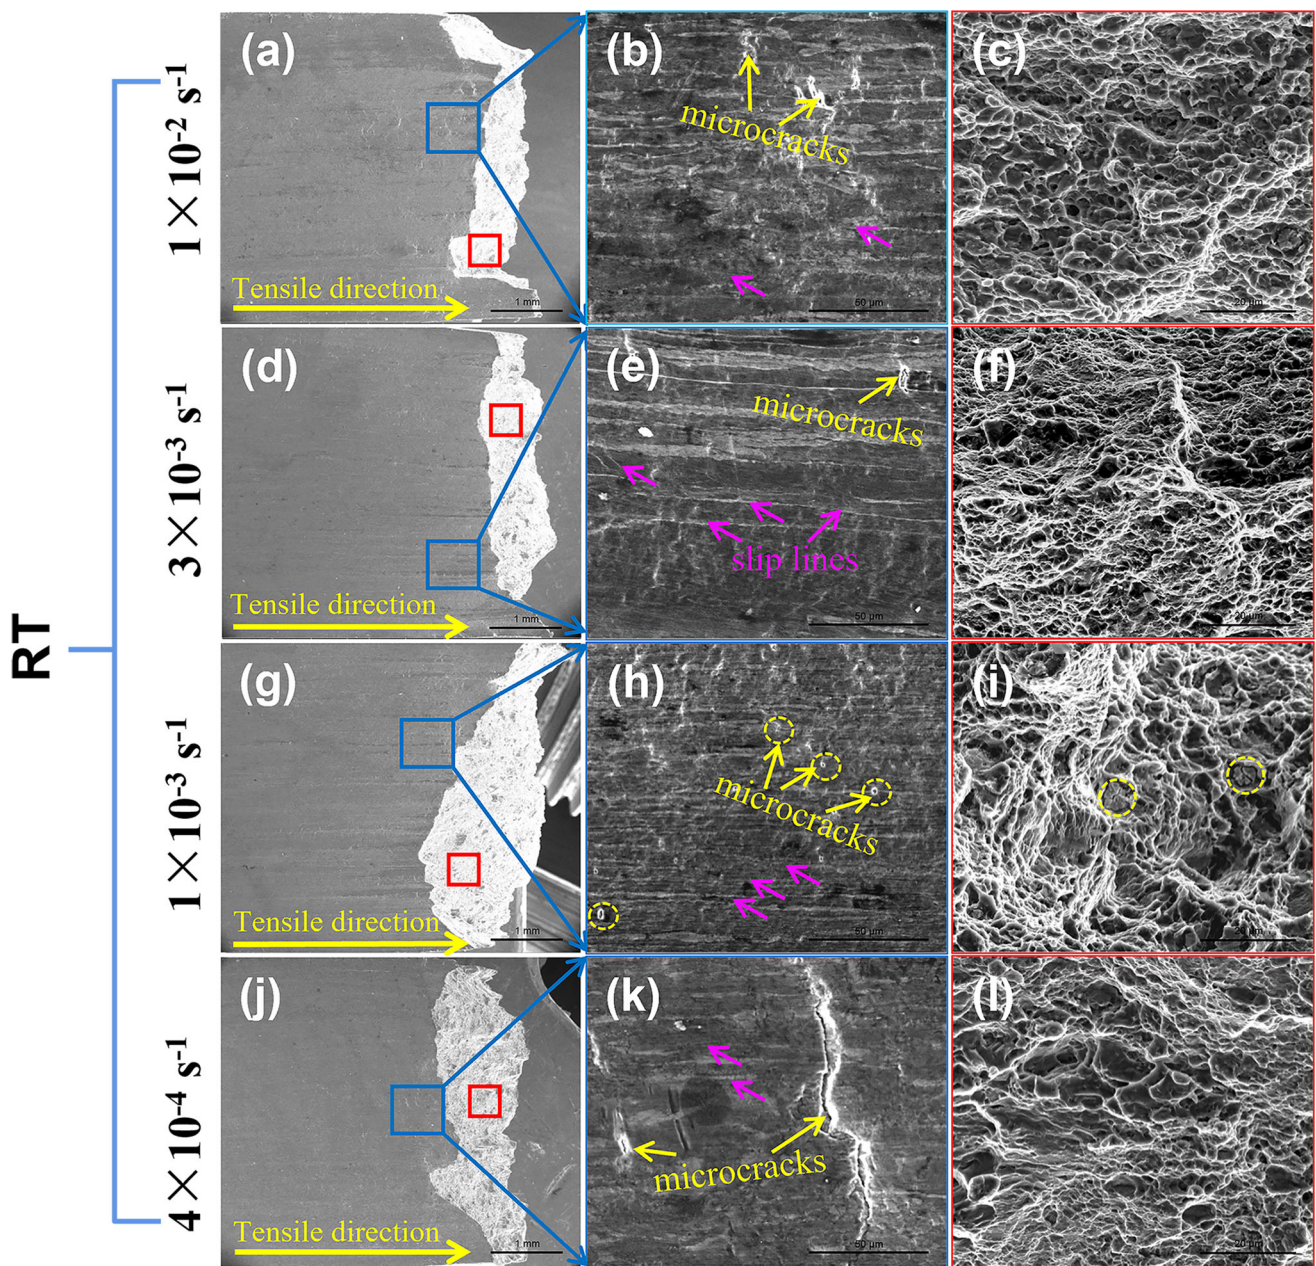 RT
1×10⁻² s⁻¹
(a)
Tensile direction
1 mm
(b)
microcracks
50 µm
(c)
20 µm
3×10⁻³ s⁻¹
(d)
Tensile direction
1 mm
(e)
microcracks
slip lines
50 µm
(f)
20 µm
1×10⁻³ s⁻¹
(g)
Tensile direction
1 mm
(h)
microcracks
50 µm
(i)
20 µm
4×10⁻⁴ s⁻¹
(j)
Tensile direction
1 mm
(k)
microcracks
50 µm
(l)
20 µm